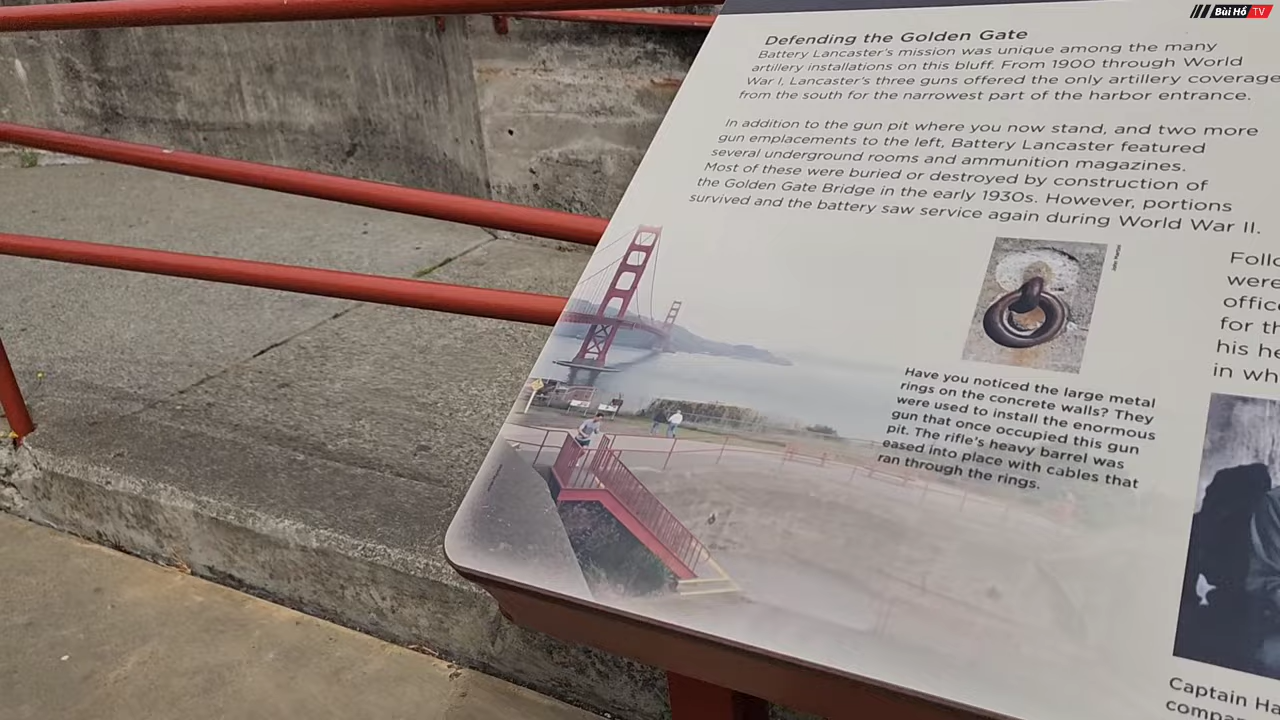 Bùi Hồ TV
Defending the Golden Gate
Battery Lancaster's mission was unique among the many
artillery installations on this bluff. From 1900 through World
War I, Lancaster's three guns offered the only artillery coverage
from the south for the narrowest part of the harbor entrance.
In addition to the gun pit where you now stand, and two more
gun emplacements to the left, Battery Lancaster featured
several underground rooms and ammunition magazines.
Most of these were buried or destroyed by construction of
the Golden Gate Bridge in the early 1930s. However, portions
survived and the battery saw service again during World War II.
Have you noticed the large metal
rings on the concrete walls? They
were used to install the enormous
gun that once occupied this gun
pit. The rifle's heavy barrel was
eased into place with cables that
ran through the rings.
Follo
were
offic
for th
his he
in wh
Captain Ha
compa